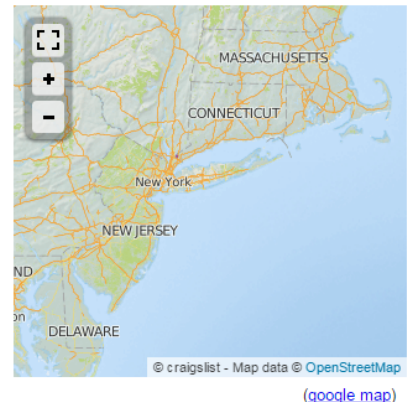 +
MASSACHUSETTS
-
CONNECTICUT
New York
NEW JERSEY
ND
on
DELAWARE
© craigslist - Map data © OpenStreetMap
(google map)